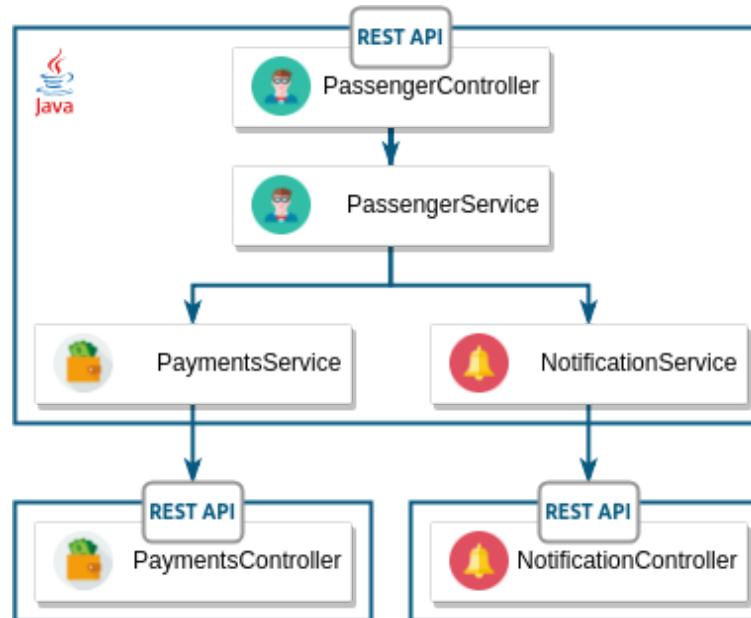 REST API
Java
PassengerController
PassengerService
PaymentsService
NotificationService
REST API
REST API
PaymentsController
NotificationController